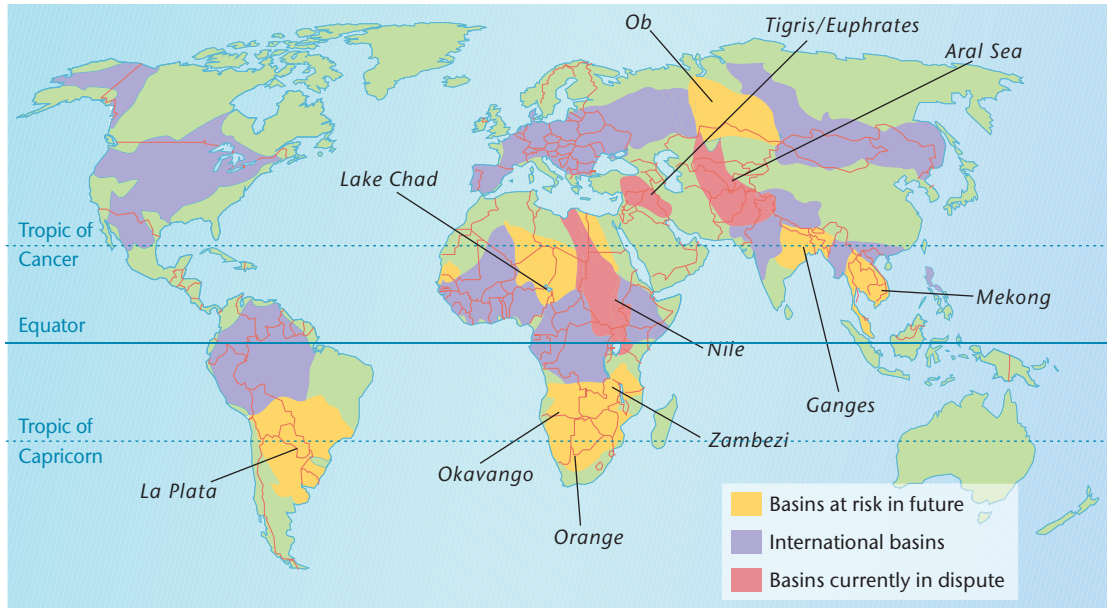 Ob
Tigris/Euphrates
Aral Sea
Lake Chad
Tropic of
Cancer
Mekong
Equator
Nile
Ganges
Tropic of
Capricorn
Zambezi
Okavango
La Plata
Orange
Basins at risk in future
International basins
Basins currently in dispute